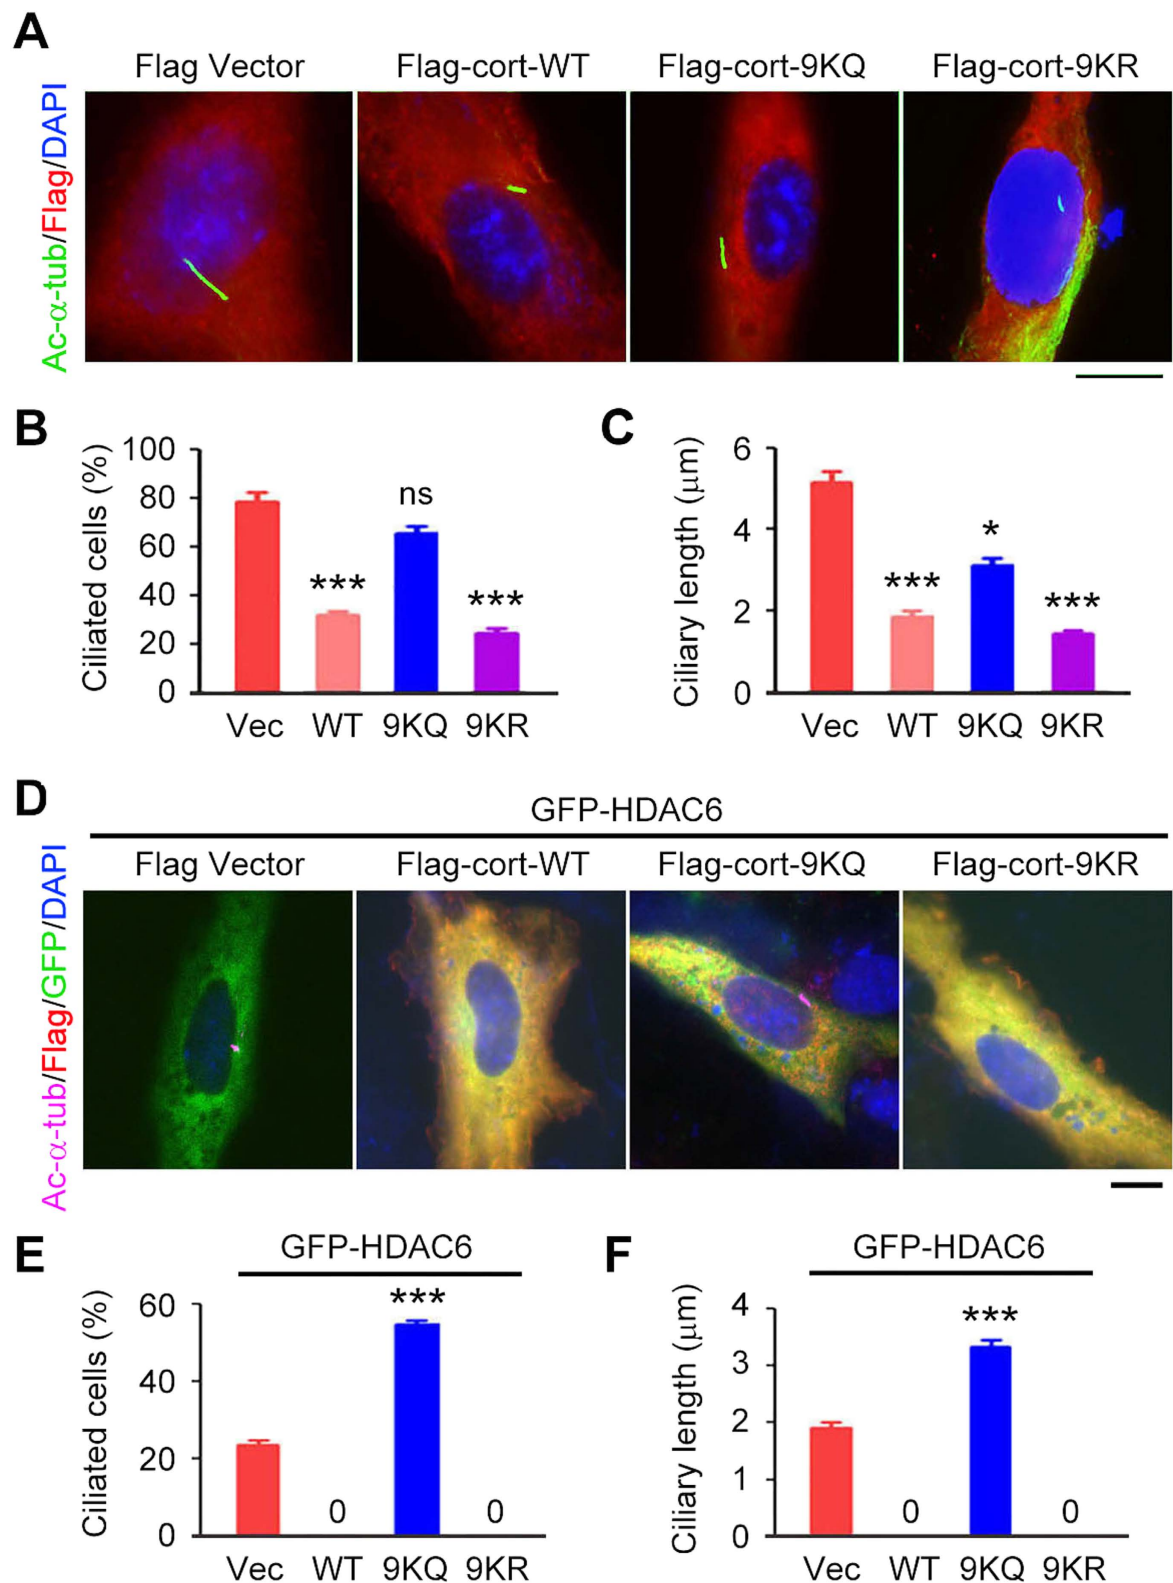 A
Flag Vector Flag-cort-WT Flag-cort-9KQ Flag-cort-9KR
Ac-α-tub/Flag/DAPI
B
Ciliated cells (%)
100
80
60
40
20
0
***
ns
***
Vec WT 9KQ 9KR
C
Ciliary length (μm)
6
4
2
0
***
*
***
Vec WT 9KQ 9KR
D
GFP-HDAC6
Flag Vector Flag-cort-WT Flag-cort-9KQ Flag-cort-9KR
Ac-α-tub/Flag/GFP/DAPI
E
GFP-HDAC6
Ciliated cells (%)
60
40
20
0
***
0
0
Vec WT 9KQ 9KR
F
GFP-HDAC6
Ciliary length (μm)
4
3
2
1
0
***
0
0
Vec WT 9KQ 9KR